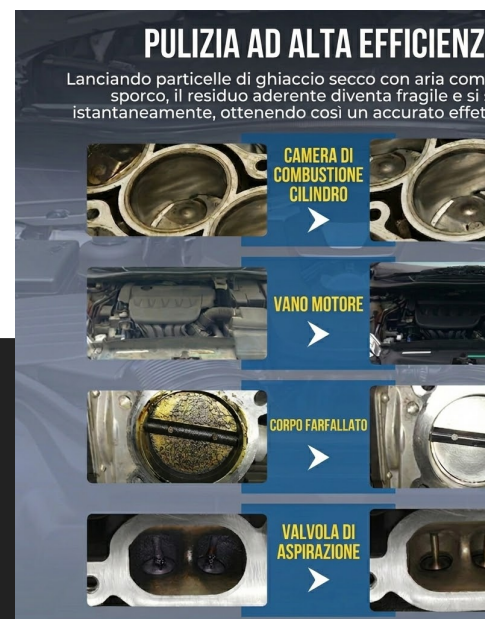 PULIZIA AD ALTA EFFICIENZ
Lanciando particelle di ghiaccio secco con aria com
sporco, il residuo aderente diventa fragile e si
istantaneamente, ottenendo così un accurato effet
CAMERA DI
COMBUSTIONE
CILINDRO
VANO MOTORE
CORPO FARFALLATO
VALVOLA DI
ASPIRAZIONE